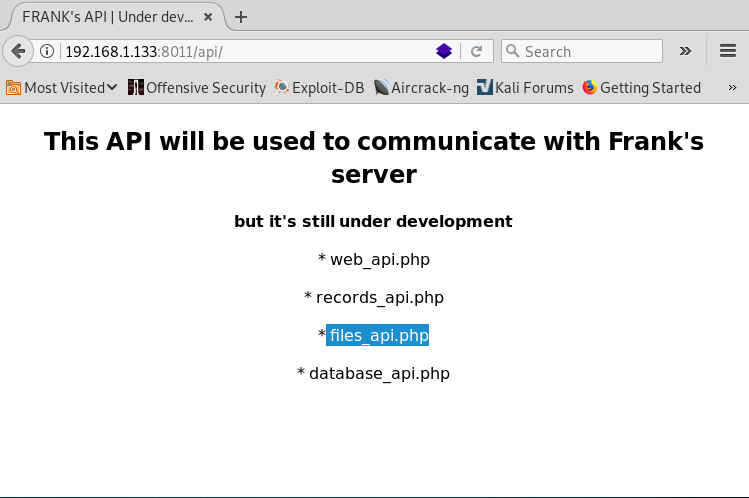 FRANK's API | Under dev...
192.168.1.133:8011/api/
Search
Most Visited
Offensive Security
Exploit-DB
Aircrack-ng
Kali Forums
Getting Started
This API will be used to communicate with Frank's
server
but it's still under development
* web_api.php
* records_api.php
* files_api.php
* database_api.php